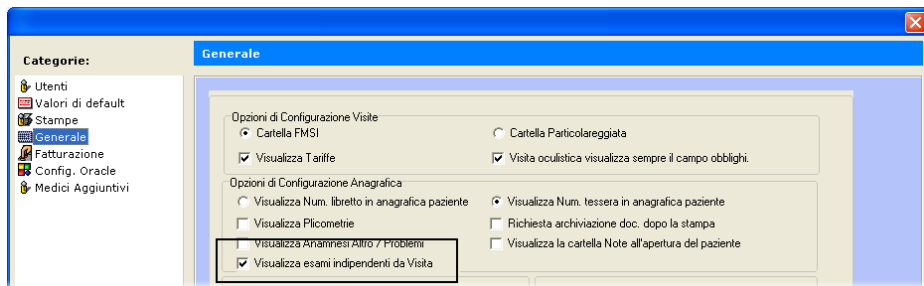 Categorie:
Generale
Utenti
Valori di default
Stampe
Generale
Fatturazione
Config. Oracle
Medici Aggiuntivi
Opzioni di Configurazione Visite
Cartella FMSI
Cartella Particolareggiata
Visualizza Tariffe
Visita oculistica visualizza sempre il campo obblighi.
Opzioni di Configurazione Anagrafica
Visualizza Num. libretto in anagrafica paziente
Visualizza Num. tessera in anagrafica paziente
Visualizza Plicometrie
Richiesta archiviazione doc. dopo la stampa
Visualizza Anamnesi Altro / Problemi
Visualizza la cartella Note all'apertura del paziente
Visualizza esami indipendenti da Visita